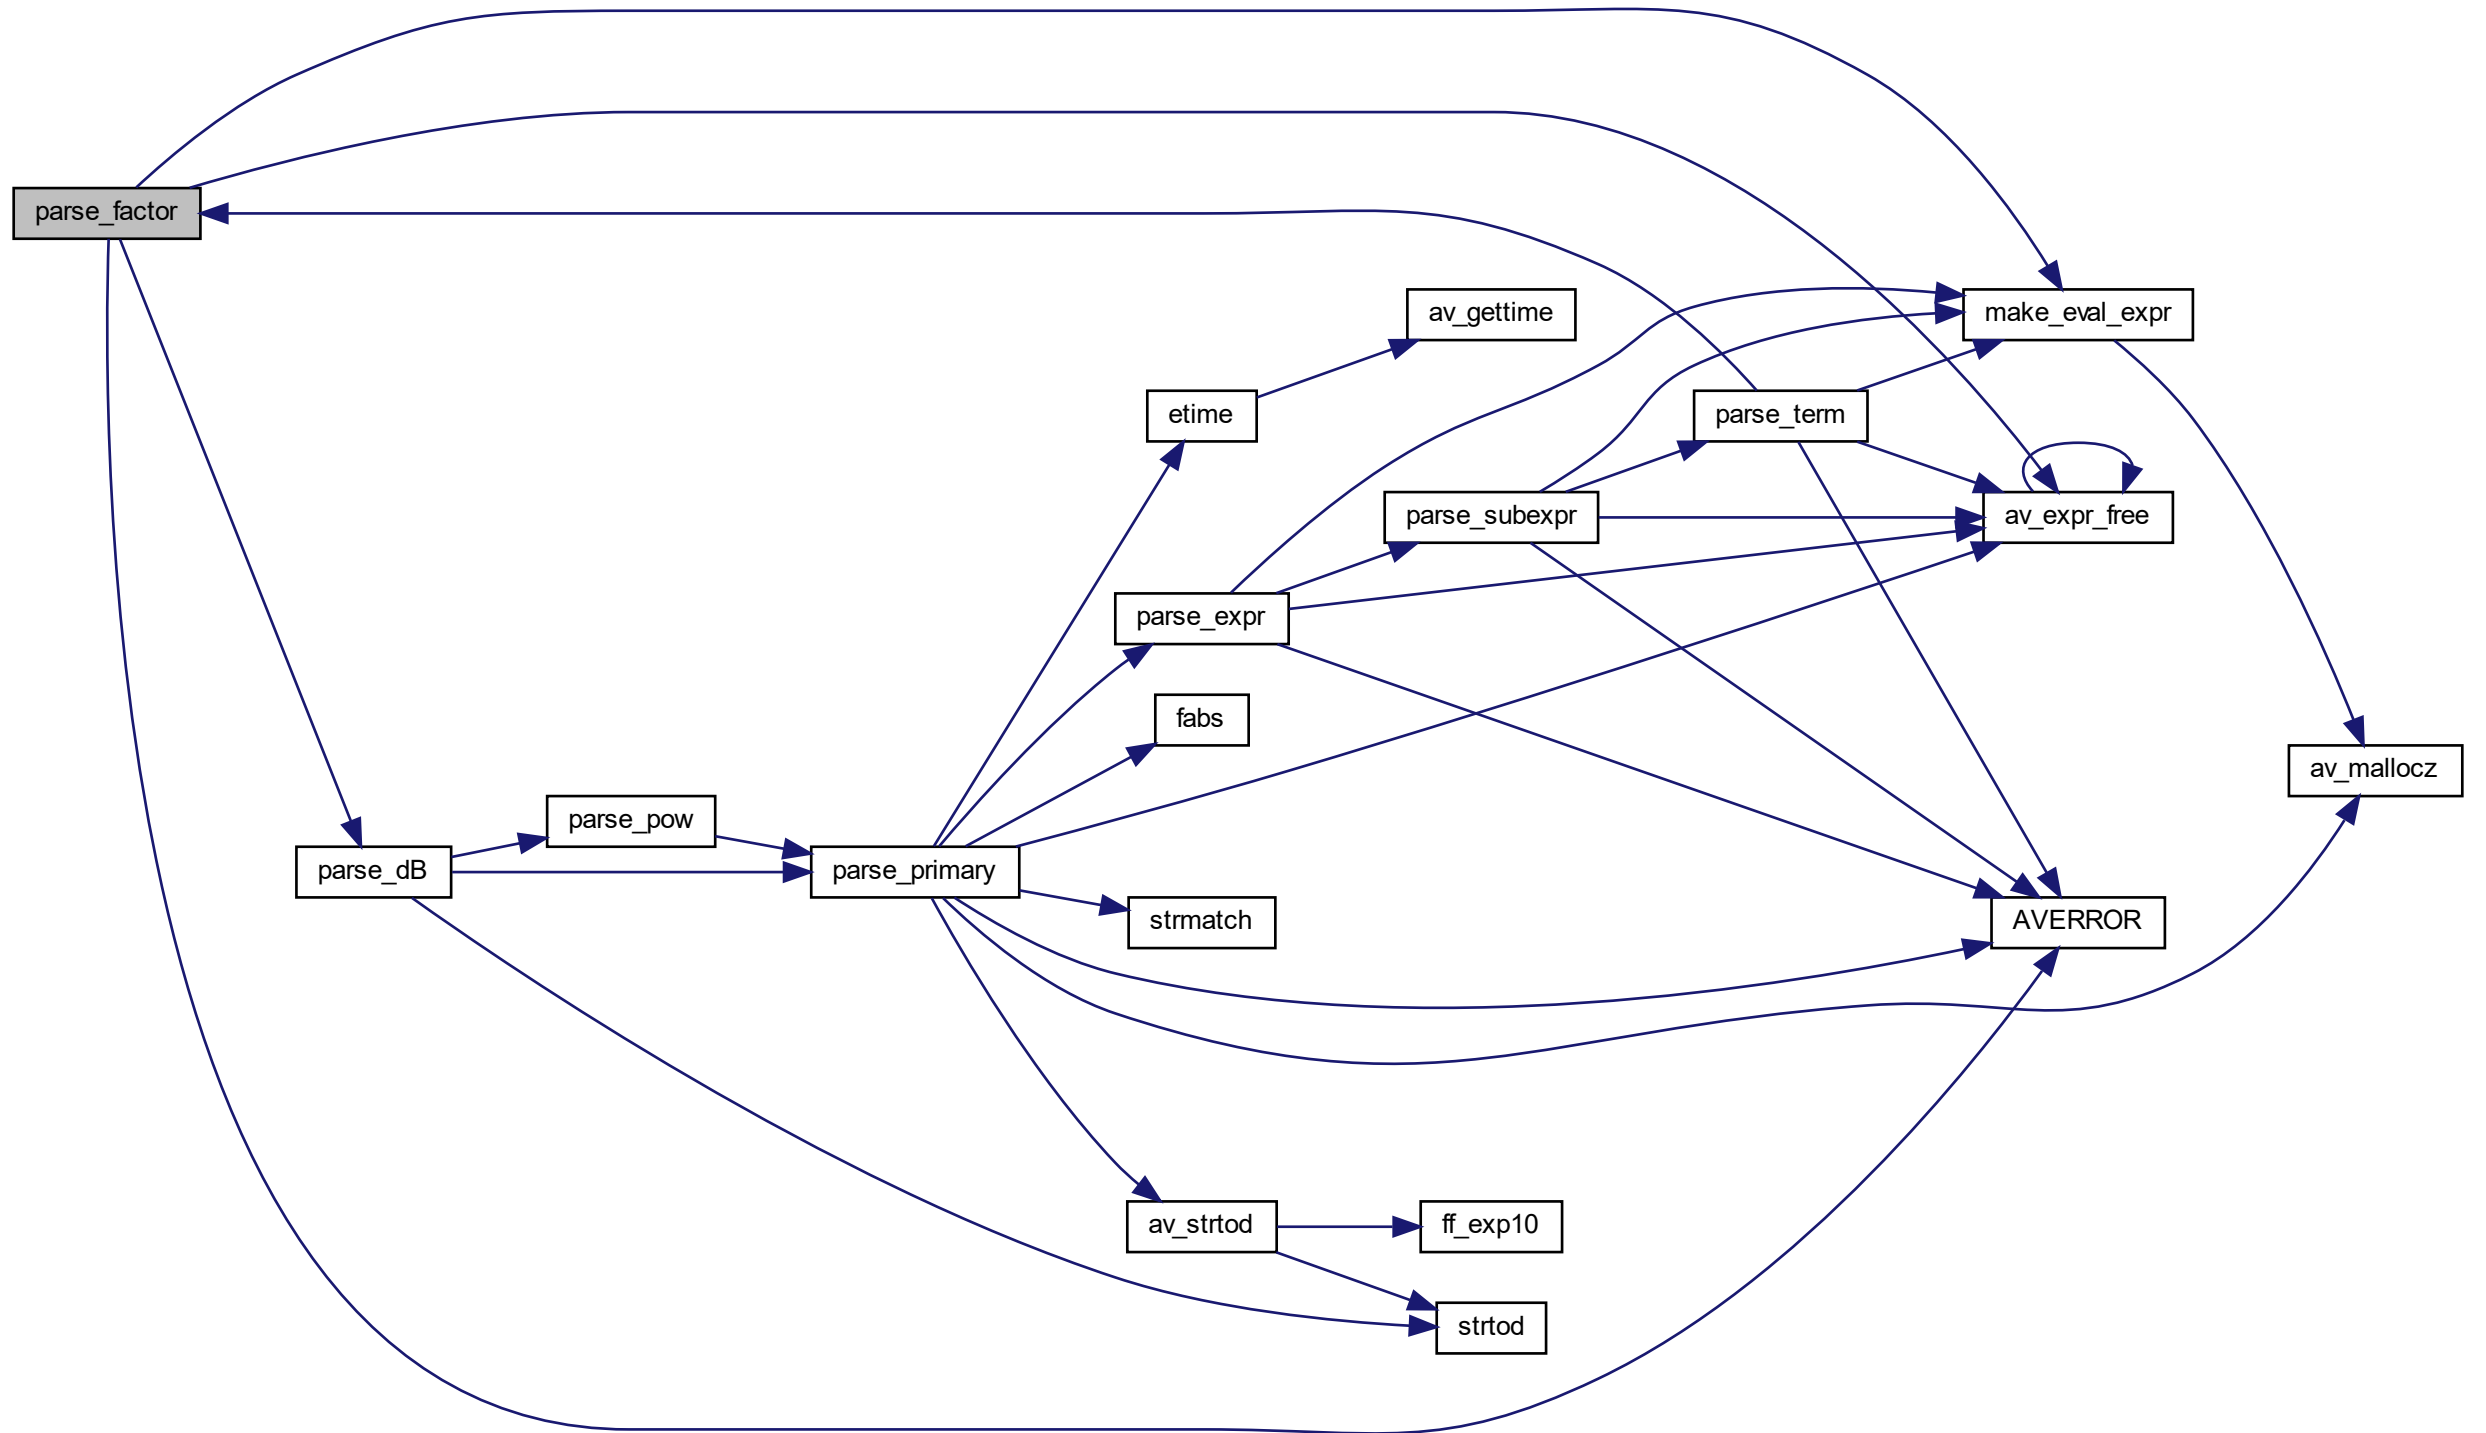 parse_factor
av_gettime
make_eval_expr
etime
parse_term
parse_subexpr
av_expr_free
parse_expr
fabs
av_mallocz
parse_pow
parse_dB
parse_primary
strmatch
AVERROR
av_strtod
ff_exp10
strtod